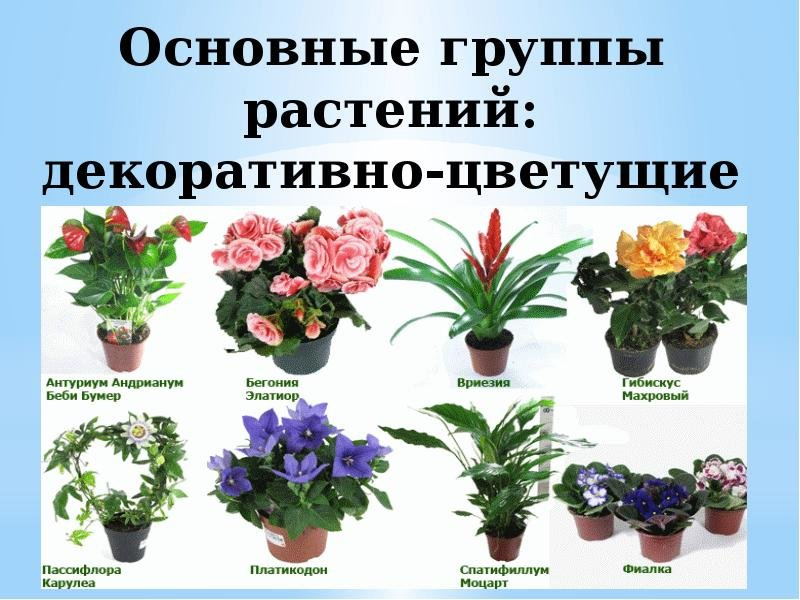 Основные группы
растений:
декоративно-цветущие
Антуриум Андрианум
Беби Бумер
Бегония
Элатиор
Вриезия
Гибискус
Махровый
Пассифлора
Карулеа
Платикодон
Спатифиллум
Моцарт
Фиалка